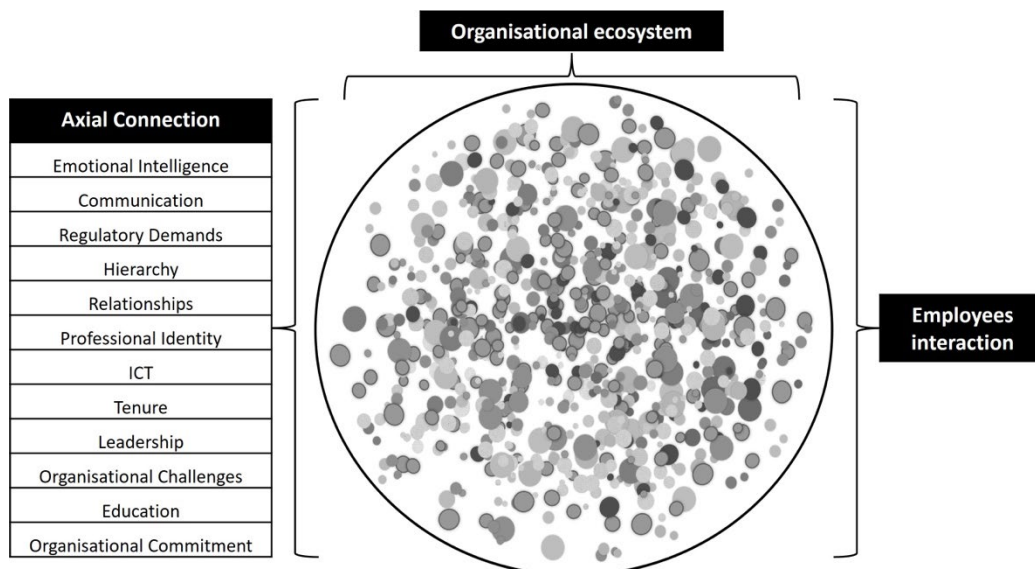 Organisational ecosystem
Axial Connection
Emotional Intelligence
Communication
Regulatory Demands
Hierarchy
Relationships
Professional Identity
ICT
Tenure
Leadership
Organisational Challenges
Education
Organisational Commitment
Employees
interaction